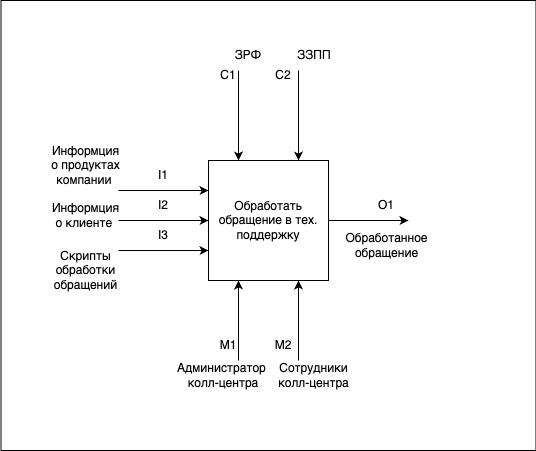 ЗРФ
ЗЗПП
C1
C2
Информция
о продуктах
компании
I1
Информция
о клиенте
I2
I3
Скрипты
обработки
обращений
Обработать
обращение в тех.
поддержку
O1
Обработанное
обращение
M1
M2
Администратор
колл-центра
Сотрудники
колл-центра